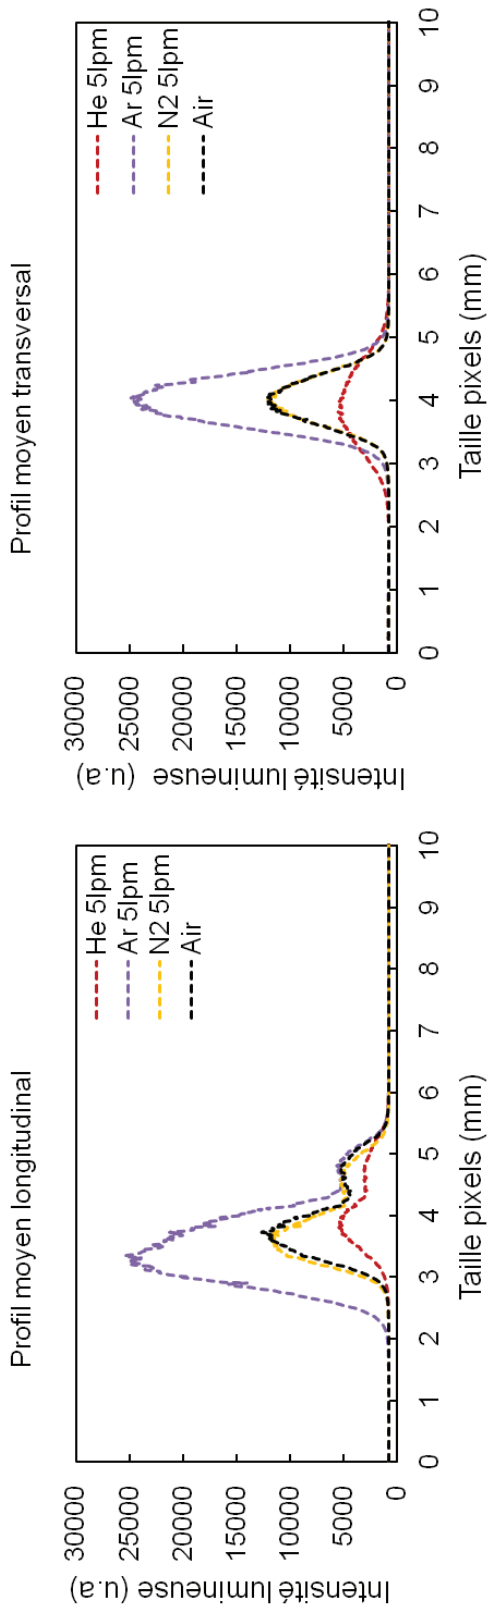 Profil moyen longitudinal
Intensité lumineuse (u.a)
30000
25000
20000
15000
10000
5000
0
He 5lpm
Ar 5lpm
N2 5lpm
Air
0 1 2 3 4 5 6 7 8 9 10
Taille pixels (mm)
Profil moyen transversal
Intensité lumineuse (u.a)
30000
25000
20000
15000
10000
5000
0
He 5lpm
Ar 5lpm
N2 5lpm
Air
0 1 2 3 4 5 6 7 8 9 10
Taille pixels (mm)